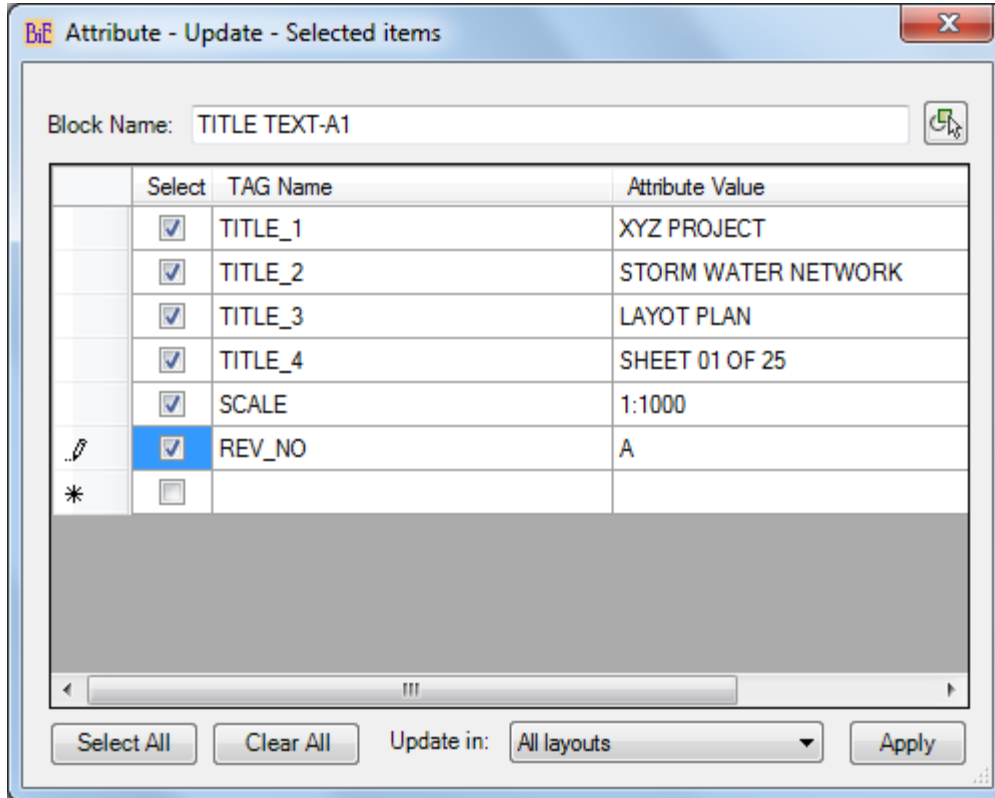 BiE Attribute - Update - Selected items
Block Name: TITLE TEXT-A1
Select TAG Name Attribute Value
TITLE_1 XYZ PROJECT
TITLE_2 STORM WATER NETWORK
TITLE_3 LAYOT PLAN
TITLE_4 SHEET 01 OF 25
SCALE 1:1000
REV_NO A
Select All Clear All Update in: All layouts Apply